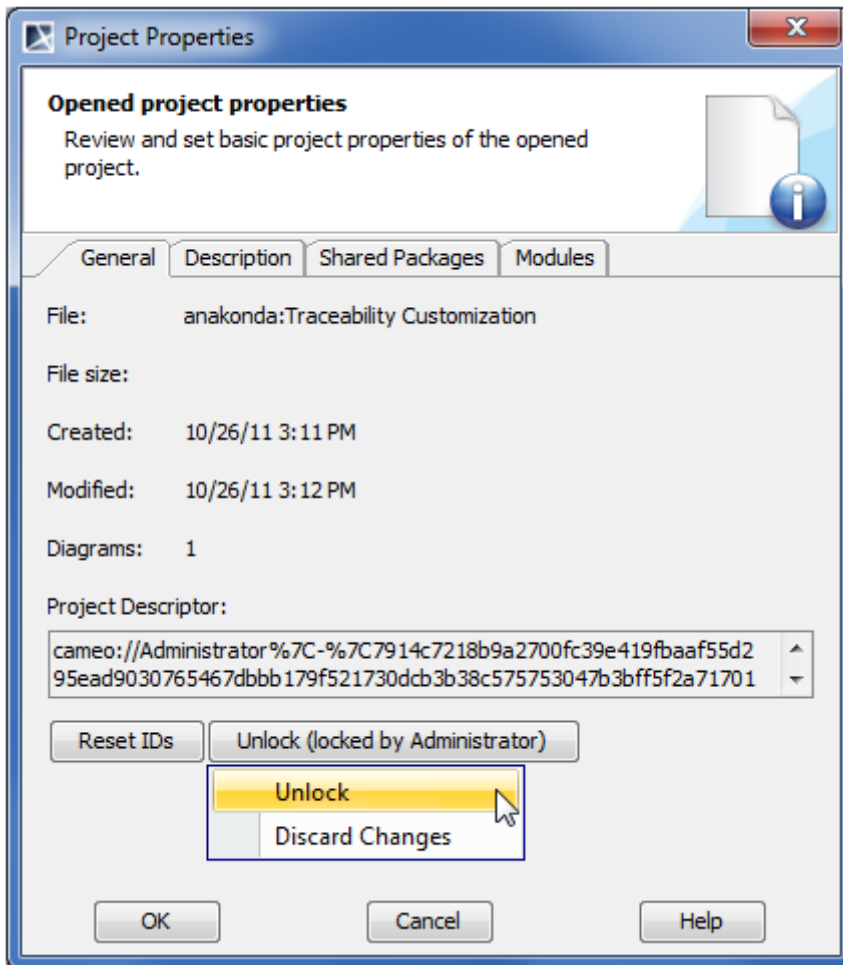 Project Properties
Opened project properties
Review and set basic project properties of the opened
project.
General Description Shared Packages Modules
File: anakonda:Traceability Customization
File size:
Created: 10/26/11 3:11 PM
Modified: 10/26/11 3:12 PM
Diagrams: 1
Project Descriptor:
cameo://Administrator%7C-%7C7914c7218b9a2700fc39e419fbaaf55d2
95ead9030765467dbbb179f521730dcb3b38c575753047b3bff5f2a71701
Reset IDs Unlock (locked by Administrator)
Unlock
Discard Changes
OK Cancel Help